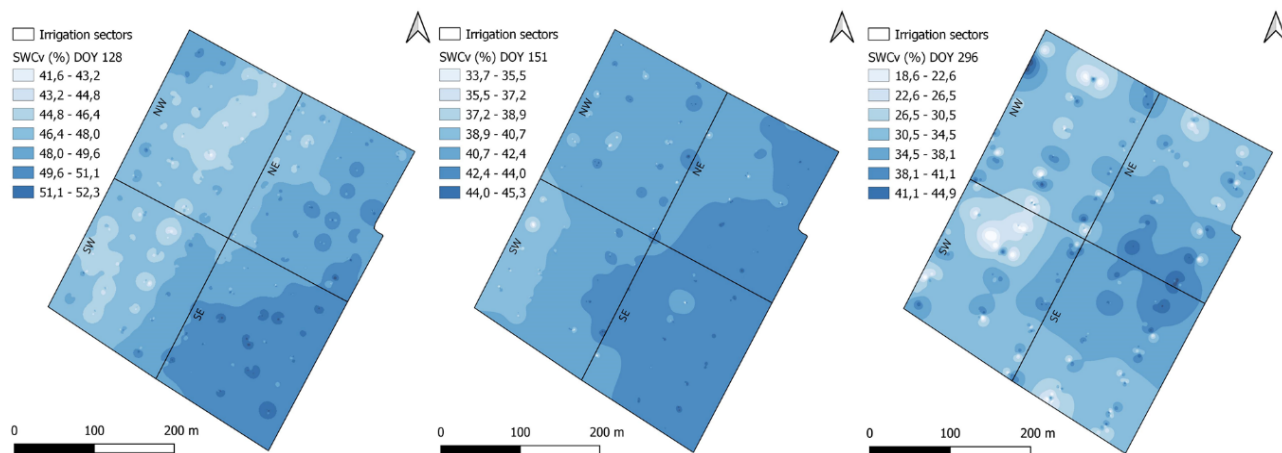 Irrigation sectors
SWCv (%) DOY 128
41,6 - 43,2
43,2 - 44,8
44,8 - 46,4
46,4 - 48,0
48,0 - 49,6
49,6 - 51,1
51,1 - 52,3
NW
NE
SW
SE
0 100 200 m
Irrigation sectors
SWCv (%) DOY 151
33,7 - 35,5
35,5 - 37,2
37,2 - 38,9
38,9 - 40,7
40,7 - 42,4
42,4 - 44,0
44,0 - 45,3
NW
NE
SW
SE
0 100 200 m
Irrigation sectors
SWCv (%) DOY 296
18,6 - 22,6
22,6 - 26,5
26,5 - 30,5
30,5 - 34,5
34,5 - 38,1
38,1 - 41,1
41,1 - 44,9
NW
NE
SW
SE
0 100 200 m